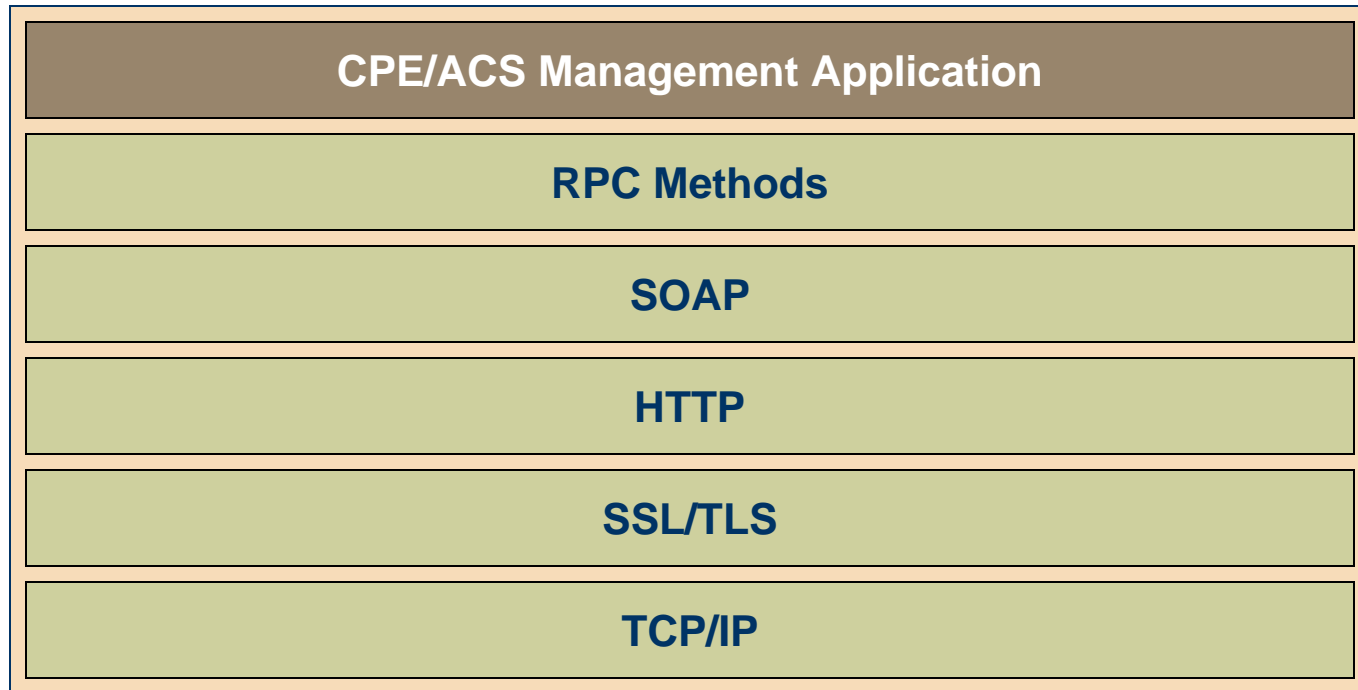 CPE/ACS Management Application
RPC Methods
SOAP
HTTP
SSL/TLS
TCP/IP